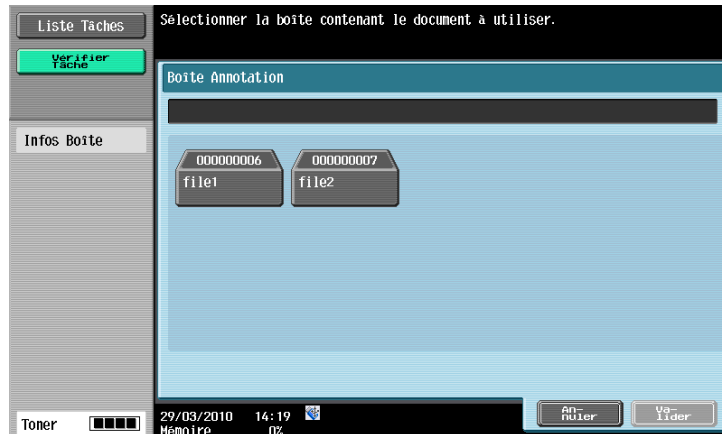 Liste Tâches
Sélectionner la boîte contenant le document à utiliser.
Vérifier
Tâche
Boîte Annotation
Infos Boîte
000000006
000000007
file1
file2
An-
nuler
Va-
lider
Toner
29/03/2010 14:19
Mémoire 0%